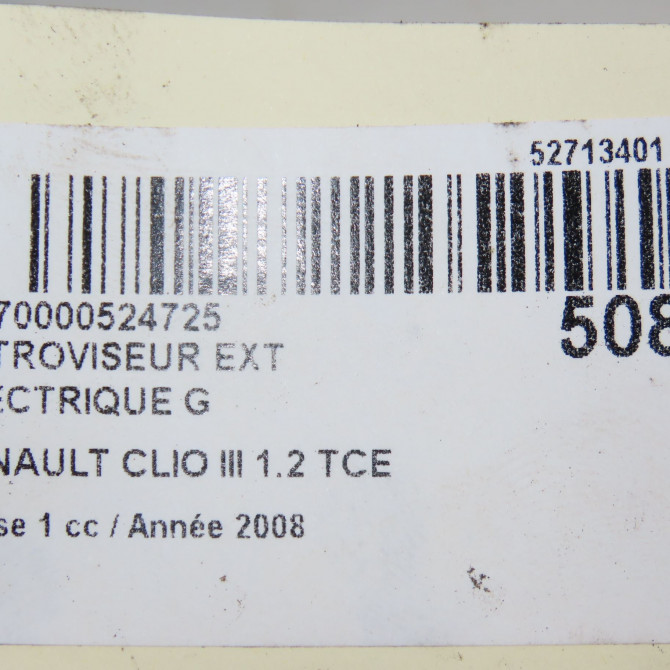 52713401
70000524725
508
TROVISEUR EXT
ECTRIQUE G
NAULT CLIO III 1.2 TCE
se 1 cc / Année 2008